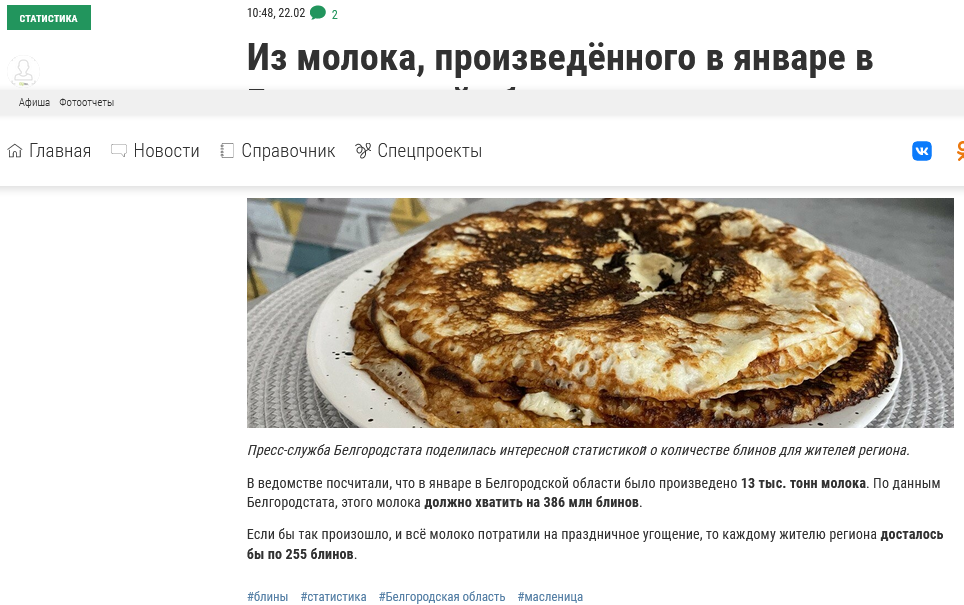 СТАТИСТИКА
10:48, 22.02 2
Из молока, произведённого в январе в
Афиша Фотоотчеты
Главная Новости Справочник Спецпроекты
Пресс-служба Белгородстата поделилась интересной статистикой о количестве блинов для жителей региона.
В ведомстве посчитали, что в январе в Белгородской области было произведено 13 тыс. тонн молока. По данным
Белгородстата, этого молока должно хватить на 386 млн блинов.
Если бы так произошло, и всё молоко потратили на праздничное угощение, то каждому жителю региона досталось
бы по 255 блинов.
#блины #статистика #Белгородская область #масленица